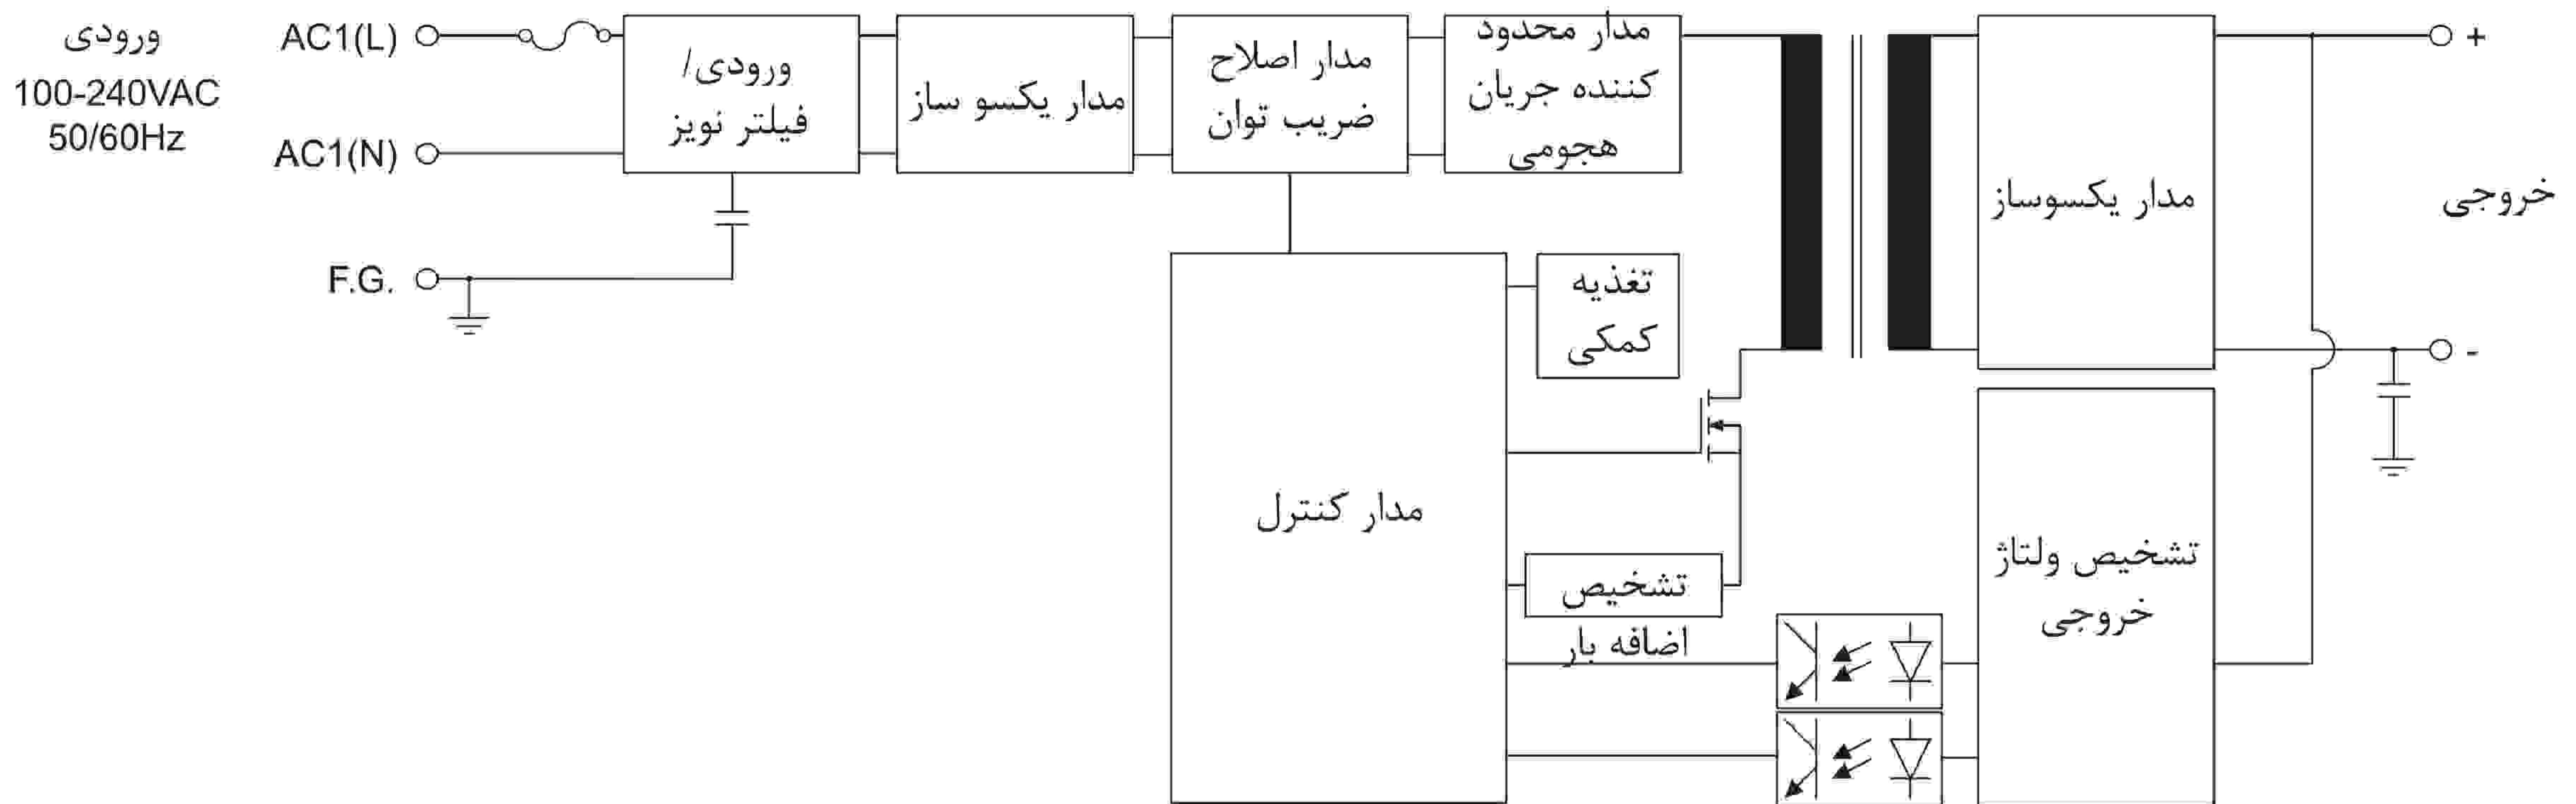 ورودی
100-240VAC
50/60Hz
AC1(L)
AC1(N)
F.G.
ورودی/
فیلتر نویز
مدار یکسو ساز
مدار اصلاح
ضریب توان
مدار محدود
کننده جریان
هجومی
مدار یکسوساز
+
-
خروجی
تغذیه
کمکی
مدار کنترل
تشخیص
اضافه بار
تشخیص ولتاژ
خروجی